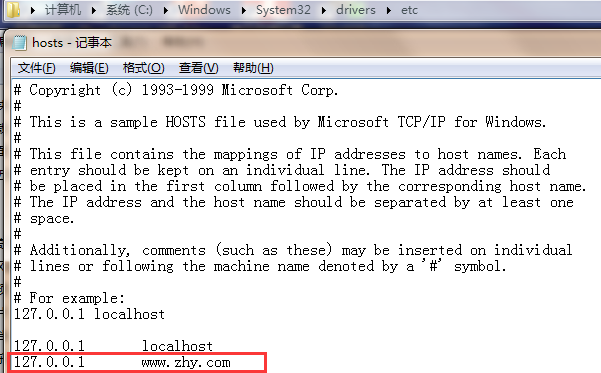 计算机 ▸ 系统 (C:) ▸ Windows ▸ System32 ▸ drivers ▸ etc
hosts - 记事本
文件(F) 编辑(E) 格式(O) 查看(V) 帮助(H)
# Copyright (c) 1993-1999 Microsoft Corp.
#
# This is a sample HOSTS file used by Microsoft TCP/IP for Windows.
#
# This file contains the mappings of IP addresses to host names. Each
# entry should be kept on an individual line. The IP address should
# be placed in the first column followed by the corresponding host name.
# The IP address and the host name should be separated by at least one
# space.
#
# Additionally, comments (such as these) may be inserted on individual
# lines or following the machine name denoted by a '#' symbol.
#
# For example:
127.0.0.1 localhost
127.0.0.1 localhost
127.0.0.1 www.zhy.com